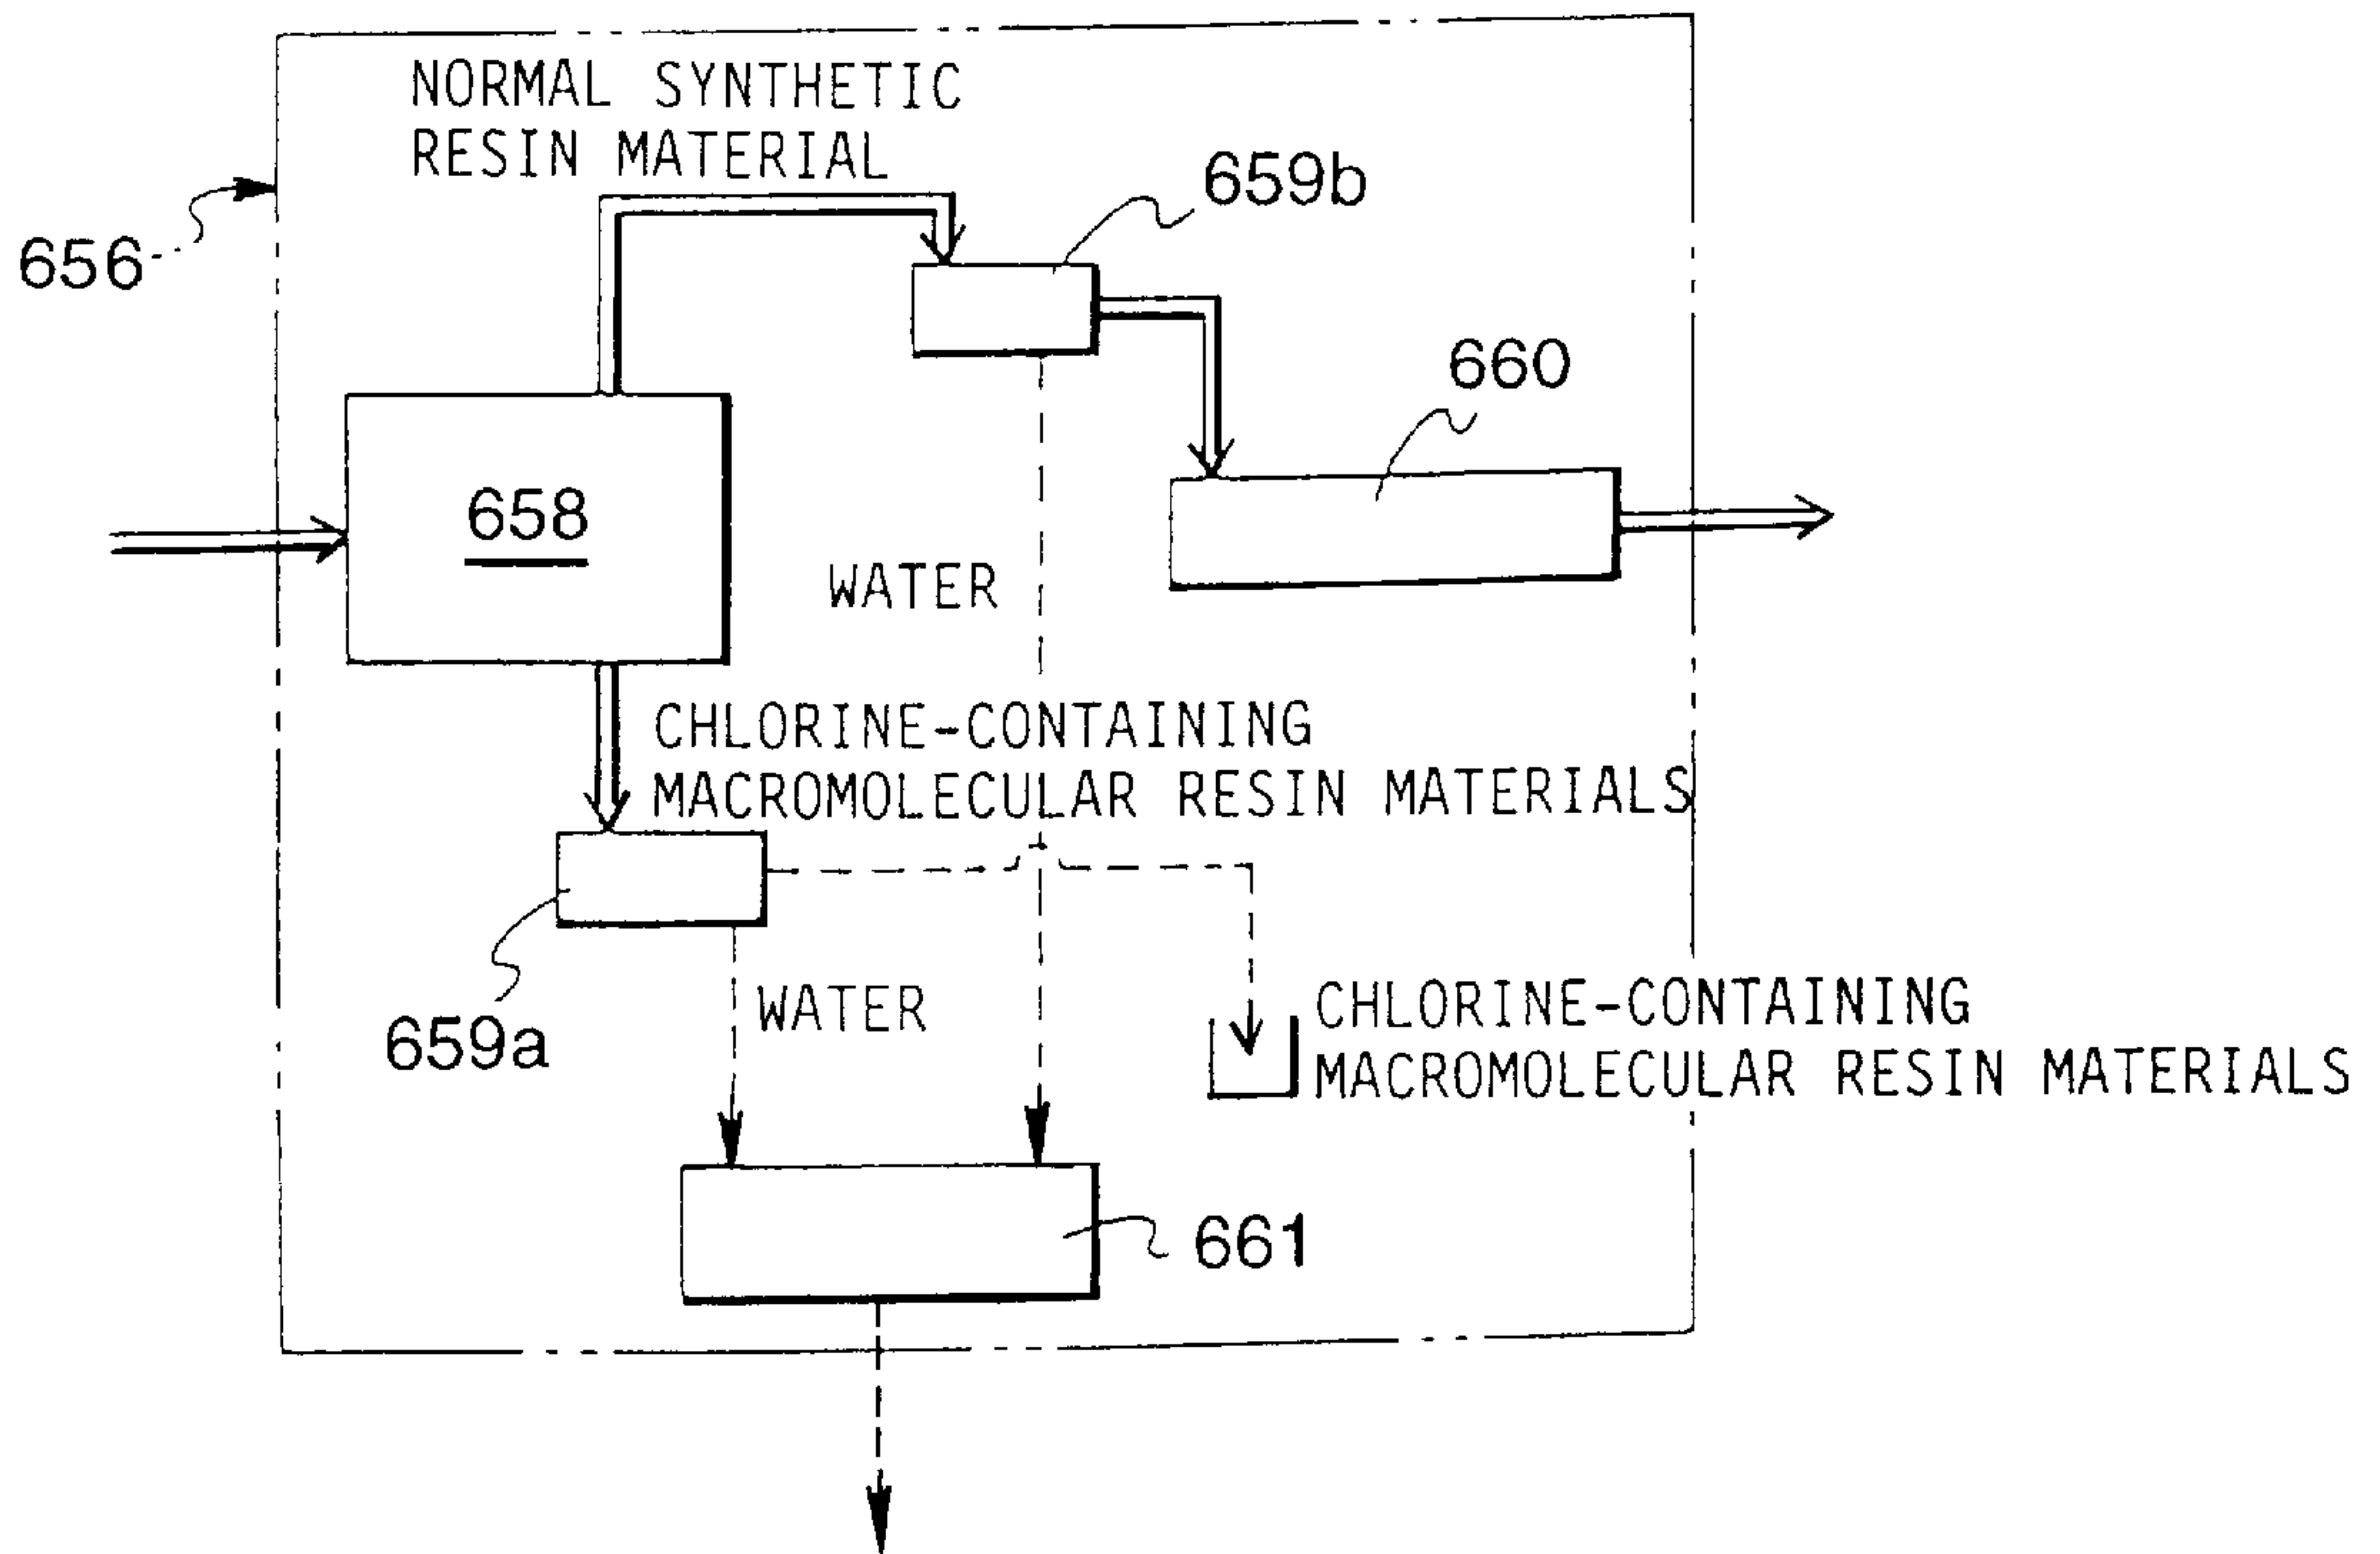 NORMAL SYNTHETIC
RESIN MATERIAL
659b
656
660
658
WATER
CHLORINE-CONTAINING
MACROMOLECULAR RESIN MATERIALS
659a
WATER
CHLORINE-CONTAINING
MACROMOLECULAR RESIN MATERIALS
661